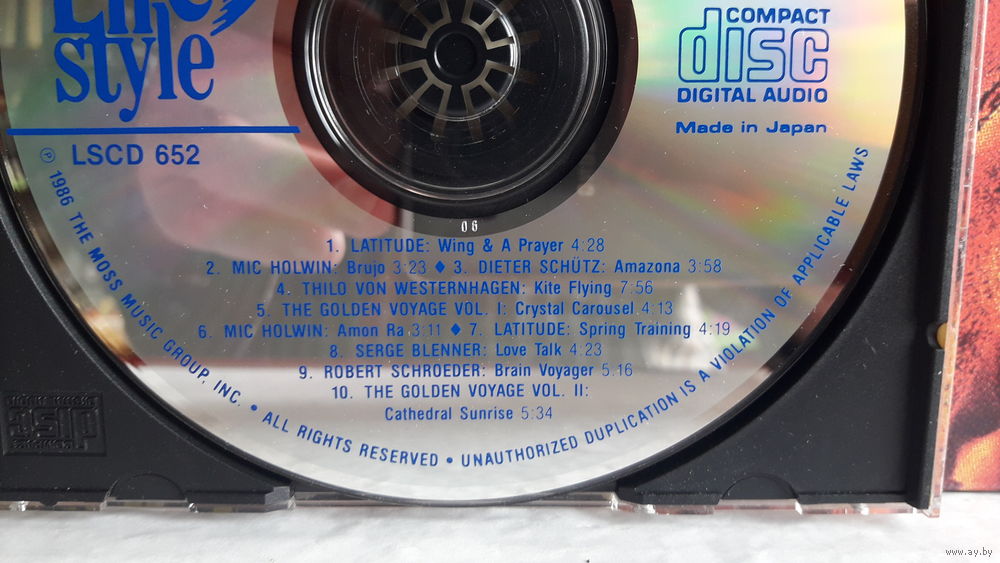 Life
style
COMPACT
disc
DIGITAL AUDIO
Made in Japan
LSCD 652
06
1. LATITUDE: Wing & A Prayer 4:28
2. MIC HOLWIN: Brujo 3:23 ♦ 3. DIETER SCHÜTZ: Amazona 3:58
4. THILO VON WESTERNHAGEN: Kite Flying 7:56
5. THE GOLDEN VOYAGE VOL. I: Crystal Carousel 4:13
6. MIC HOLWIN: Amon Ra 3:11 ♦ 7. LATITUDE: Spring Training 4:19
8. SERGE BLENNER: Love Talk 4:23
9. ROBERT SCHROEDER: Brain Voyager 5.16
10. THE GOLDEN VOYAGE VOL. II:
Cathedral Sunrise 5:34
℗ 1986 THE MOSS MUSIC GROUP, INC. • ALL RIGHTS RESERVED • UNAUTHORIZED DUPLICATION IS A VIOLATION OF APPLICABLE LAWS
disc
www.ay.by